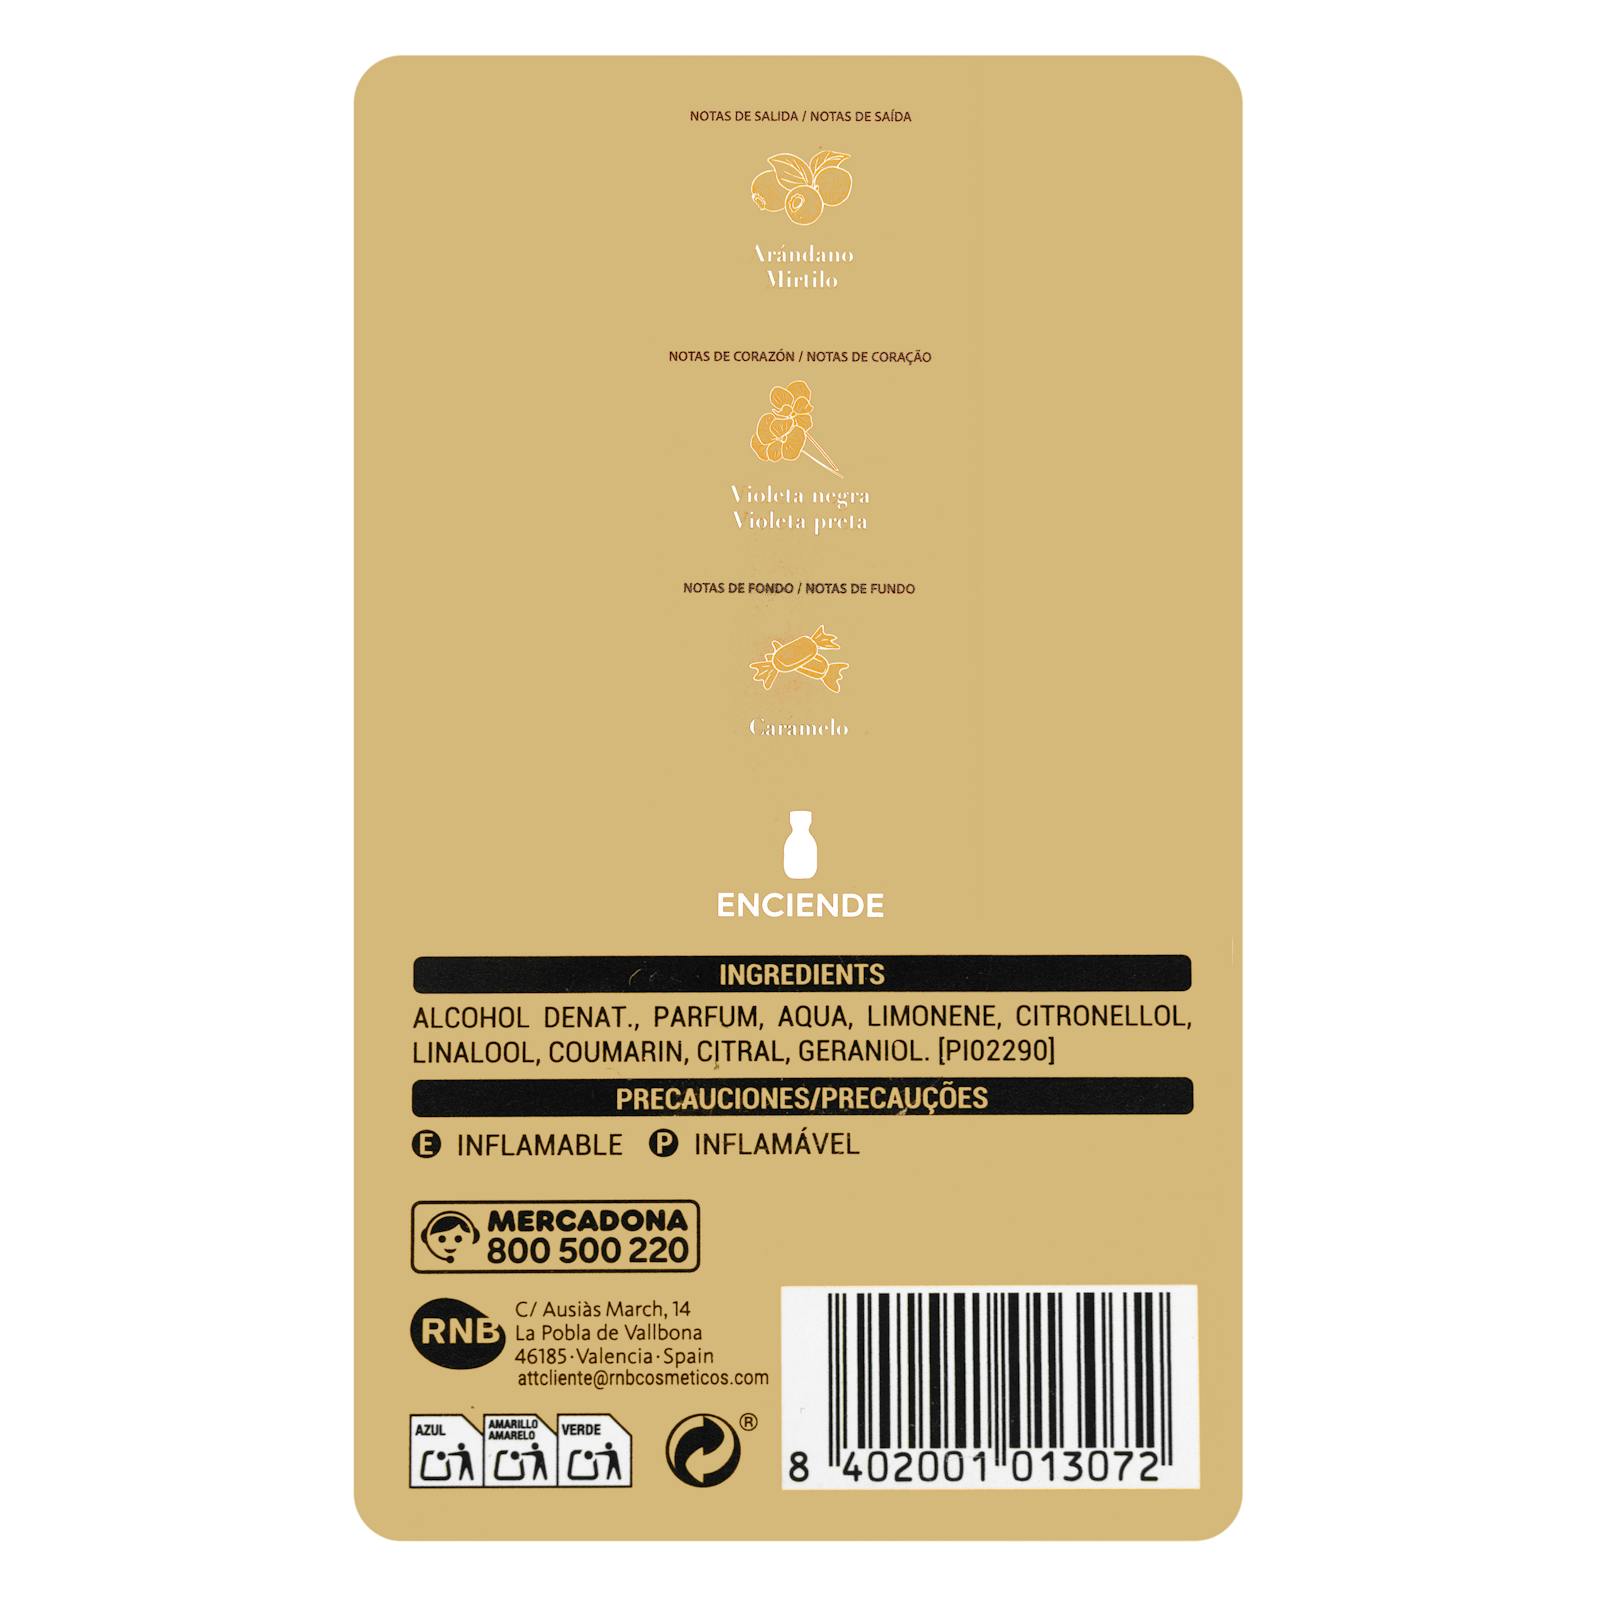 NOTAS DE SALIDA / NOTAS DE SAÍDA
Arándano
Mirtilo
NOTAS DE CORAZÓN / NOTAS DE CORAÇÃO
Violeta negra
Violeta preta
NOTAS DE FONDO / NOTAS DE FUNDO
Caramelo
ENCIENDE
INGREDIENTS
ALCOHOL DENAT., PARFUM, AQUA, LIMONENE, CITRONELLOL,
LINALOOL, COUMARIN, CITRAL, GERANIOL. [PI02290]
PRECAUCIONES/PRECAUÇÕES
E INFLAMABLE P INFLAMÁVEL
MERCADONA
800 500 220
RNB
C/ Ausiàs March, 14
La Pobla de Vallbona
46185·Valencia·Spain
attcliente@rnbcosmeticos.com
AZUL
AMARILLO
AMARELO
VERDE
®
8 402001 013072